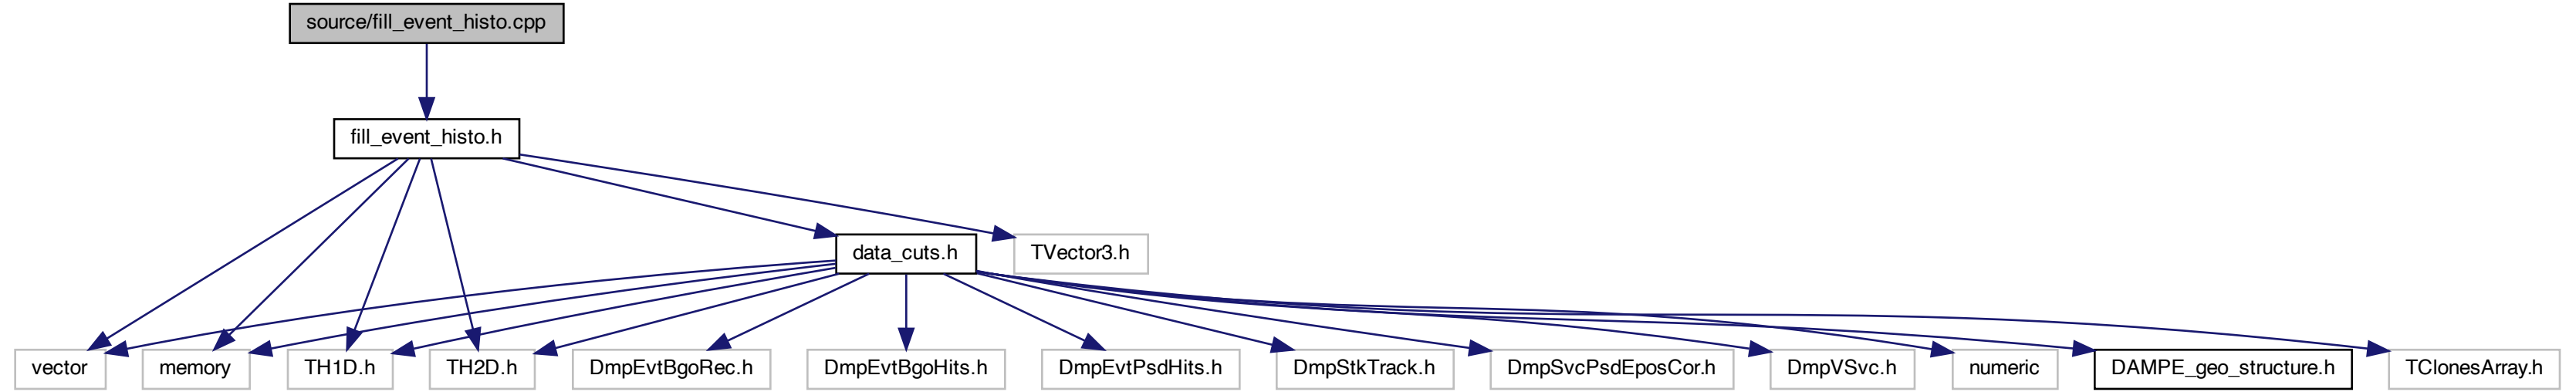 source/fill_event_histo.cpp
fill_event_histo.h
data_cuts.h
TVector3.h
vector
memory
TH1D.h
TH2D.h
DmpEvtBgoRec.h
DmpEvtBgoHits.h
DmpEvtPsdHits.h
DmpStkTrack.h
DmpSvcPsdEposCor.h
DmpVSvc.h
numeric
DAMPE_geo_structure.h
TClonesArray.h